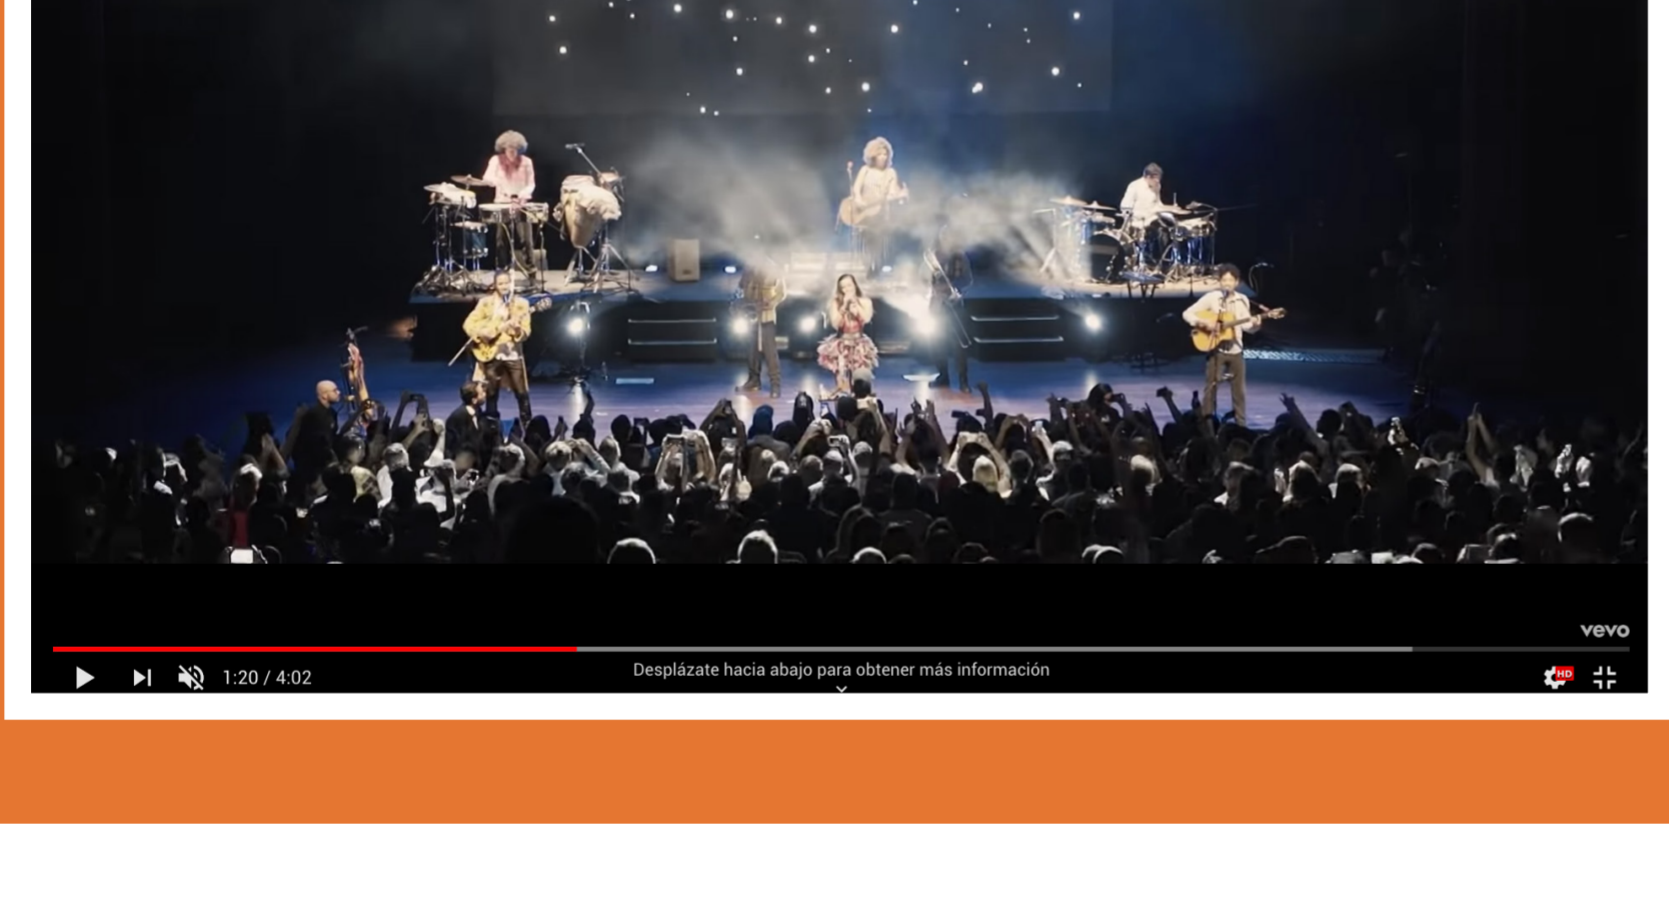 vevo
1:20 / 4:02
Desplázate hacia abajo para obtener más información
HD